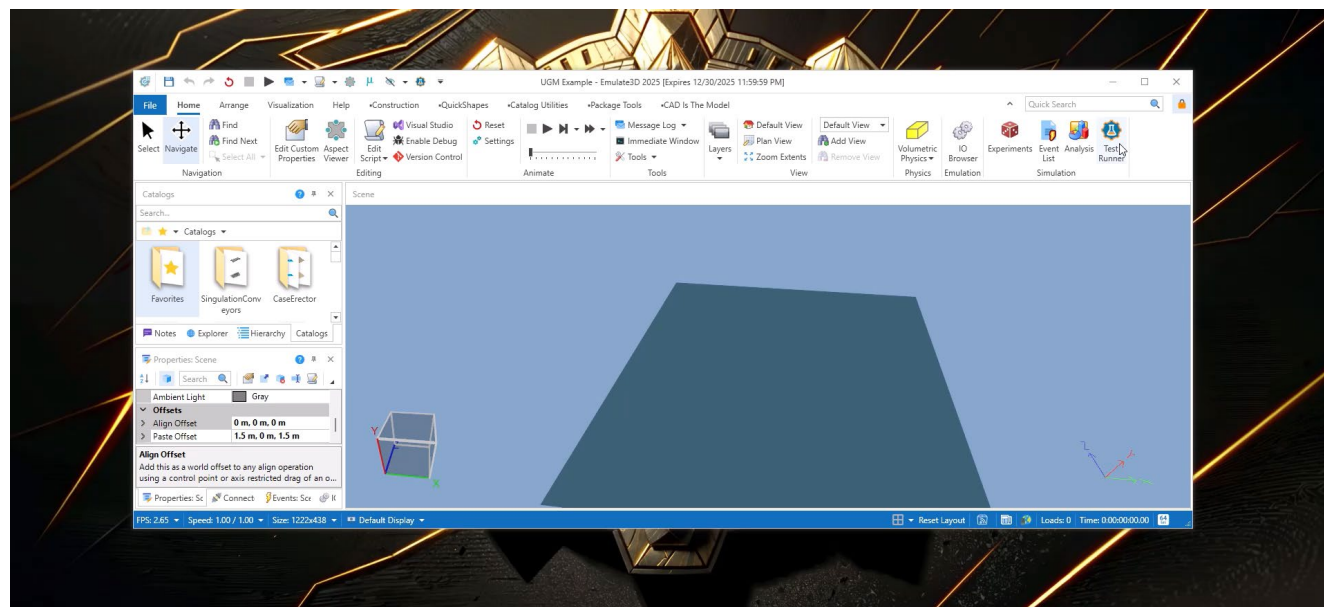 UGM Example - Emulate3D 2025 [Expires 12/30/2025 11:59:59 PM]
File Home Arrange Visualization Help •Construction •QuickShapes •Catalog Utilities •Package Tools •CAD Is The Model Quick Search
Select Navigate Find Find Next Select All
Navigation
Edit Custom Properties Aspect Viewer Edit Script Visual Studio Enable Debug Version Control
Editing
Reset Settings
Animate
Message Log Immediate Window Tools
Tools
Layers Default View Plan View Zoom Extents Default View Add View Remove View
View
Volumetric Physics
Physics
IO Browser
Emulation
Experiments Event List Analysis Test Runner
Simulation
Catalogs
Scene
Search...
Catalogs
Favorites SingulationConv eyors CaseErector
Notes Explorer Hierarchy Catalogs
Properties: Scene
Search
Ambient Light Gray
Offsets
Align Offset 0 m, 0 m, 0 m
Paste Offset 1.5 m, 0 m, 1.5 m
Align Offset
Add this as a world offset to any align operation
using a control point or axis restricted drag of an o...
Properties: Sc Connect Events: Sce
Y
X
FPS: 2.65 Speed: 1.00 / 1.00 Size: 1222x438 Default Display Reset Layout Loads: 0 Time: 0:00:00:00.00